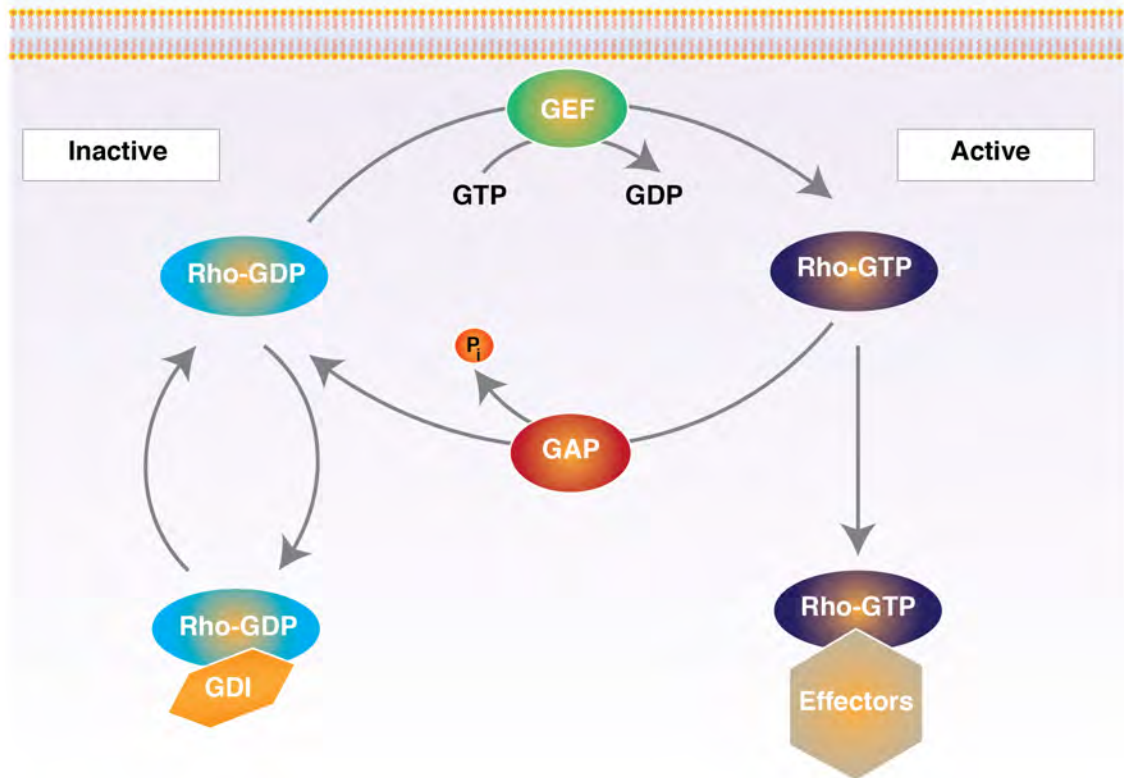 GEF
Inactive
Active
GTP
GDP
Rho-GDP
Rho-GTP
Pi
GAP
Rho-GDP
GDI
Rho-GTP
Effectors